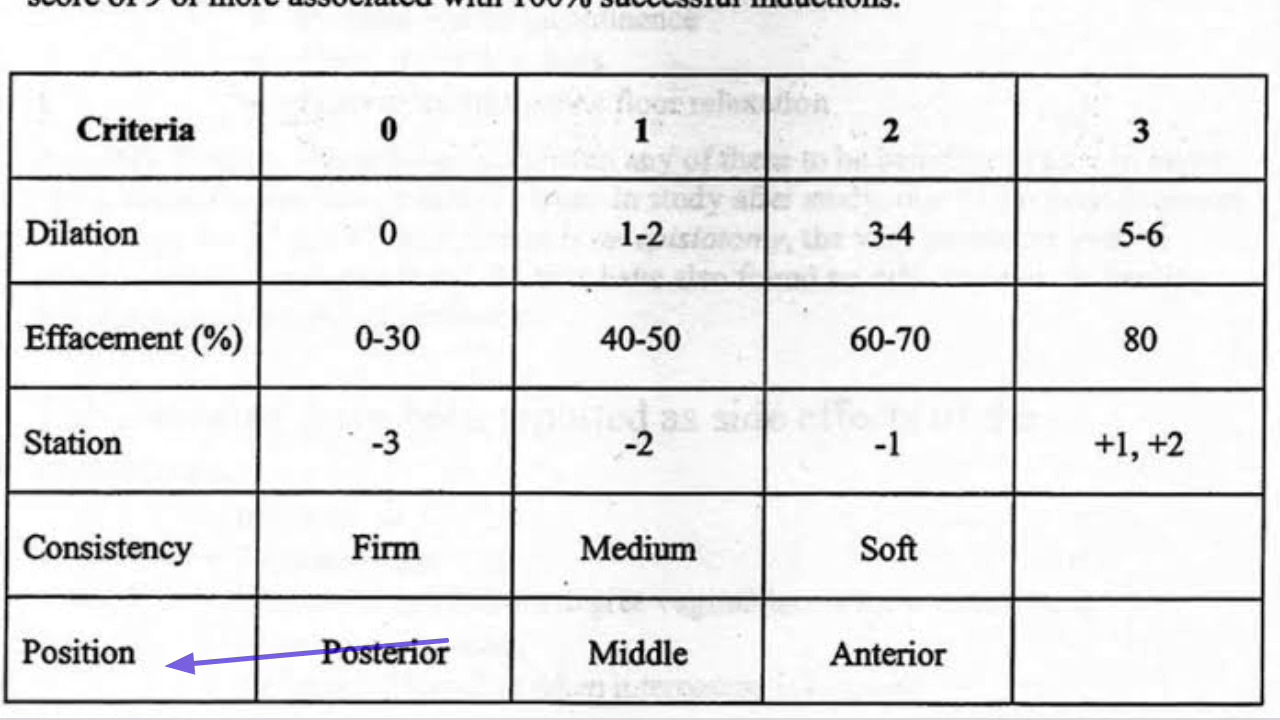 score of 9 or more associated with 100% successful inductions.
Criteria 0 1 2 3
Dilation 0 1-2 3-4 5-6
Effacement (%) 0-30 40-50 60-70 80
Station -3 -2 -1 +1, +2
Consistency Firm Medium Soft
Position Posterior Middle Anterior